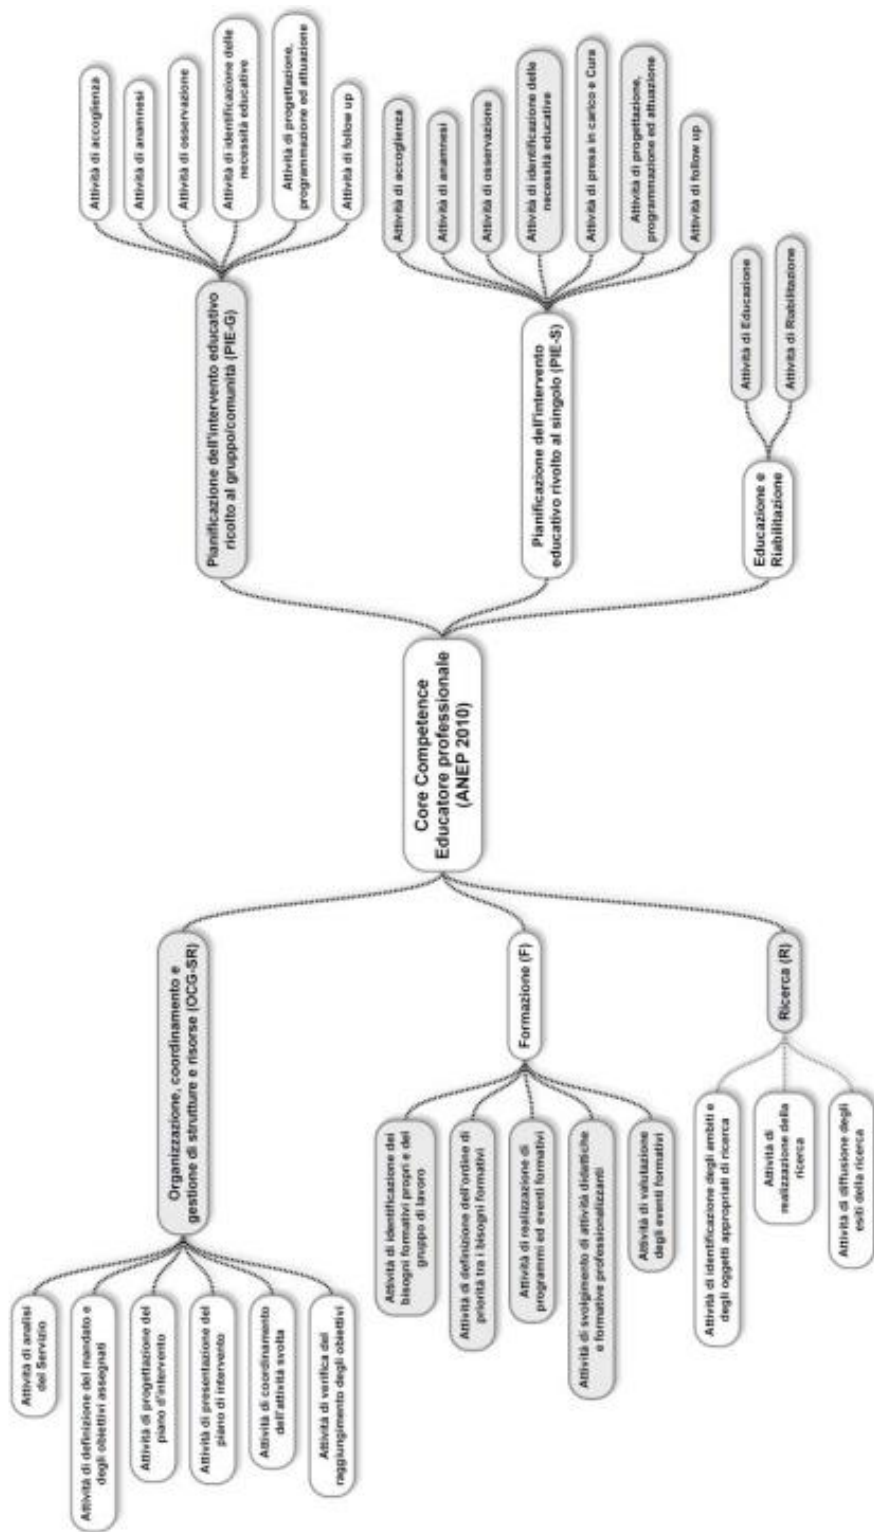 Core Competence
Educatore professionale
(ANEP 2010)
Organizzazione, coordinamento e
gestione di strutture e risorse (OCG-SR)
Attività di analisi
del Servizio
Attività di definizione del mandato e
degli obiettivi assegnati
Attività di progettazione del
piano d'intervento
Attività di presentazione del
piano di intervento
Attività di coordinamento
dell'attività svolta
Attività di verifica del
raggiungimento degli obiettivi
Formazione (F)
Attività di identificazione dei
bisogni formativi propri e del
gruppo di lavoro
Attività di definizione dell'ordine di
priorità tra i bisogni formativi
Attività di realizzazione di
programmi ed eventi formativi
Attività di svolgimento di attività didattiche
e formative professionalizzanti
Attività di valutazione
degli eventi formativi
Ricerca (R)
Attività di identificazione degli ambiti e
degli oggetti appropriati di ricerca
Attività di
realizzazione della
ricerca
Attività di diffusione degli
esiti della ricerca
Pianificazione dell'intervento educativo
ricolto al gruppo/comunità (PIE-G)
Attività di accoglienza
Attività di anamnesi
Attività di osservazione
Attività di identificazione delle
necessità educative
Attività di progettazione,
programmazione ed attuazione
Attività di follow up
Pianificazione dell'intervento
educativo rivolto al singolo (PIE-S)
Attività di accoglienza
Attività di anamnesi
Attività di osservazione
Attività di identificazione delle
necessità educative
Attività di presa in carico e Cura
Attività di progettazione,
programmazione ed attuazione
Attività di follow up
Educazione e
Riabilitazione
Attività di Educazione
Attività di Riabilitazione